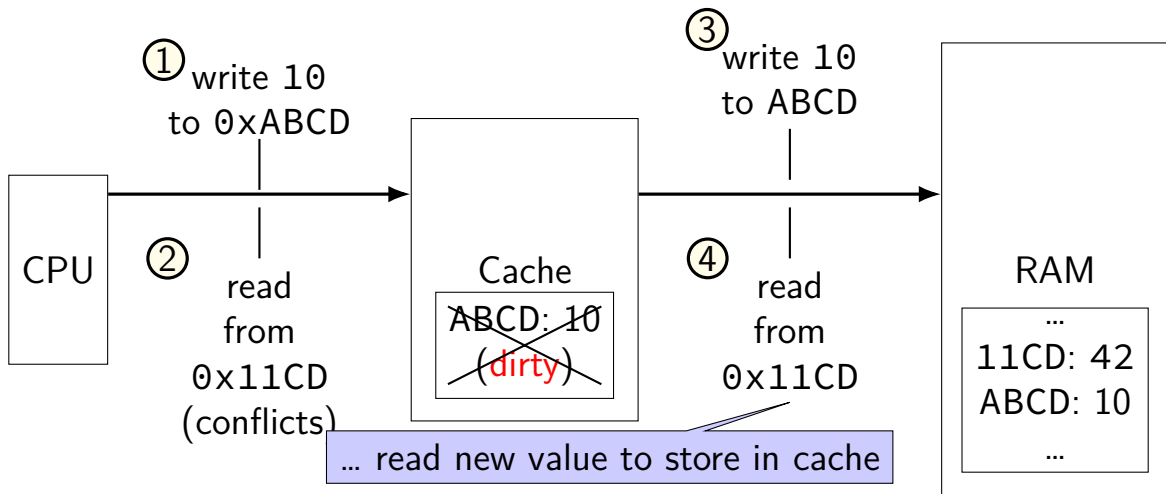 1
write 10
to 0xABCD
3
write 10
to ABCD
CPU
2
read
from
0x11CD
(conflicts)
Cache
ABCD: 10
(dirty)
4
read
from
0x11CD
RAM
...
11CD: 42
ABCD: 10
...
... read new value to store in cache